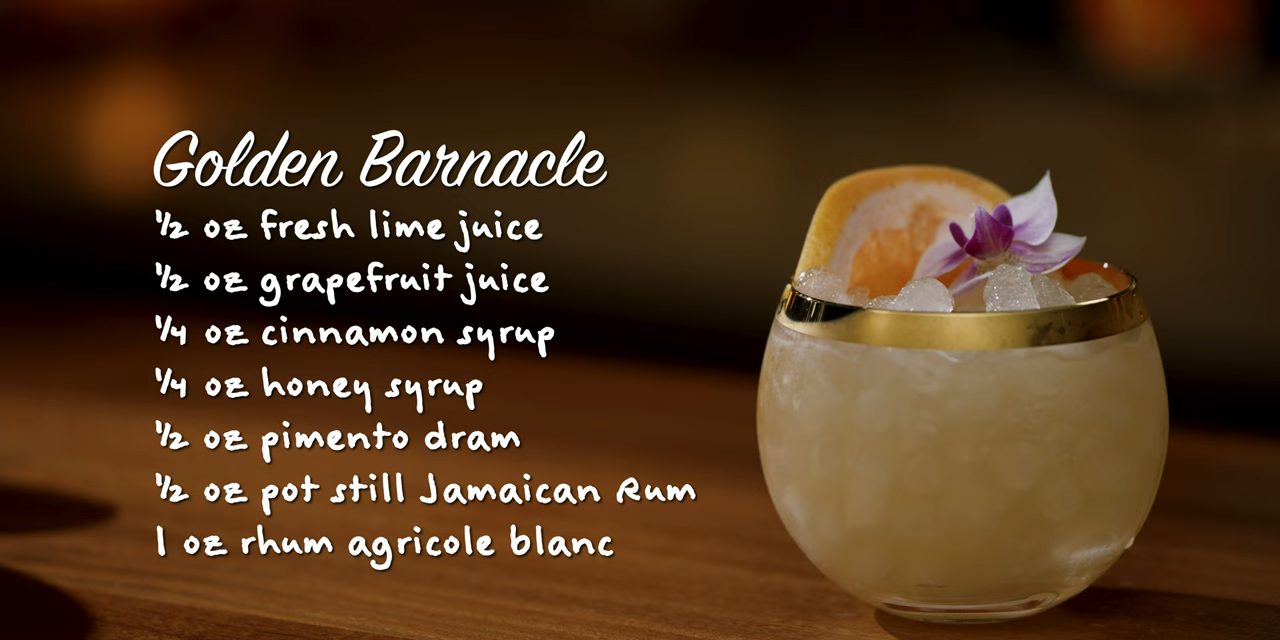 Golden Barnacle
½ oz fresh lime juice
½ oz grapefruit juice
¼ oz cinnamon syrup
¼ oz honey syrup
½ oz pimento dram
½ oz pot still Jamaican Rum
1 oz rhum agricole blanc